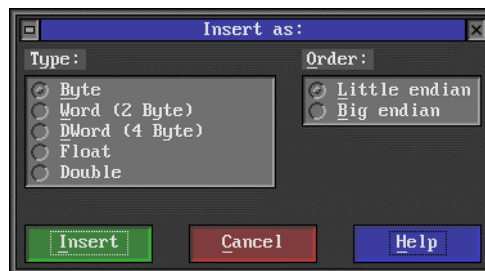 Insert as:
Type:
Order:
Byte
Word (2 Byte)
DWord (4 Byte)
Float
Double
Little endian
Big endian
Insert
Cancel
Help